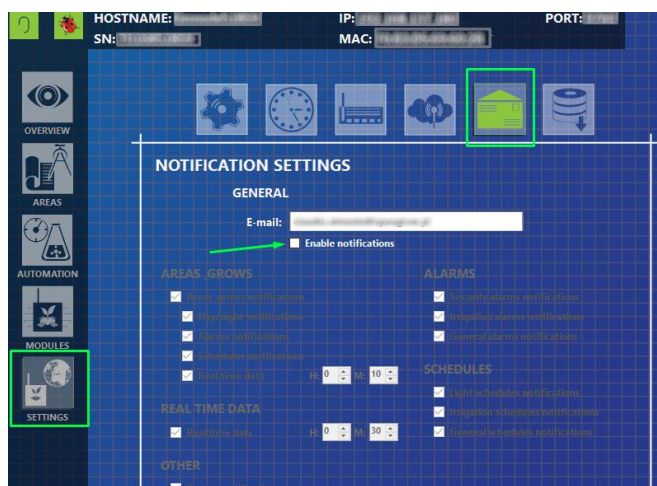 HOSTNAME: IP: PORT:
SN: MAC:
OVERVIEW
AREAS
AUTOMATION
MODULES
SETTINGS
NOTIFICATION SETTINGS
GENERAL
E-mail:
Enable notifications
AREAS_GROWS
Areas_grows notifications
Day/night notifications
Alarms notifications
Schedules notifications
Real time data H: 0 M: 10
REAL TIME DATA
Real time data H: 0 M: 30
OTHER
ALARMS
Security alarms notifications
Irrigation alarms notifications
General alarms notifications
SCHEDULES
Light schedules notifications
Irrigation schedules notifications
General schedules notifications